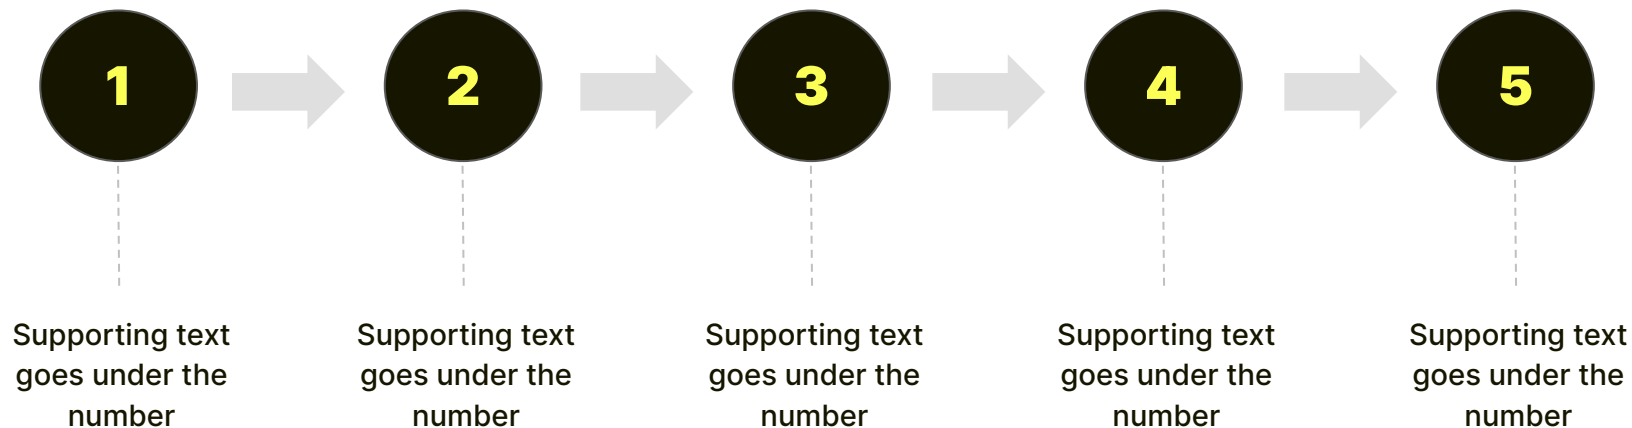 1
2
3
4
5
Supporting text
goes under the
number
Supporting text
goes under the
number
Supporting text
goes under the
number
Supporting text
goes under the
number
Supporting text
goes under the
number